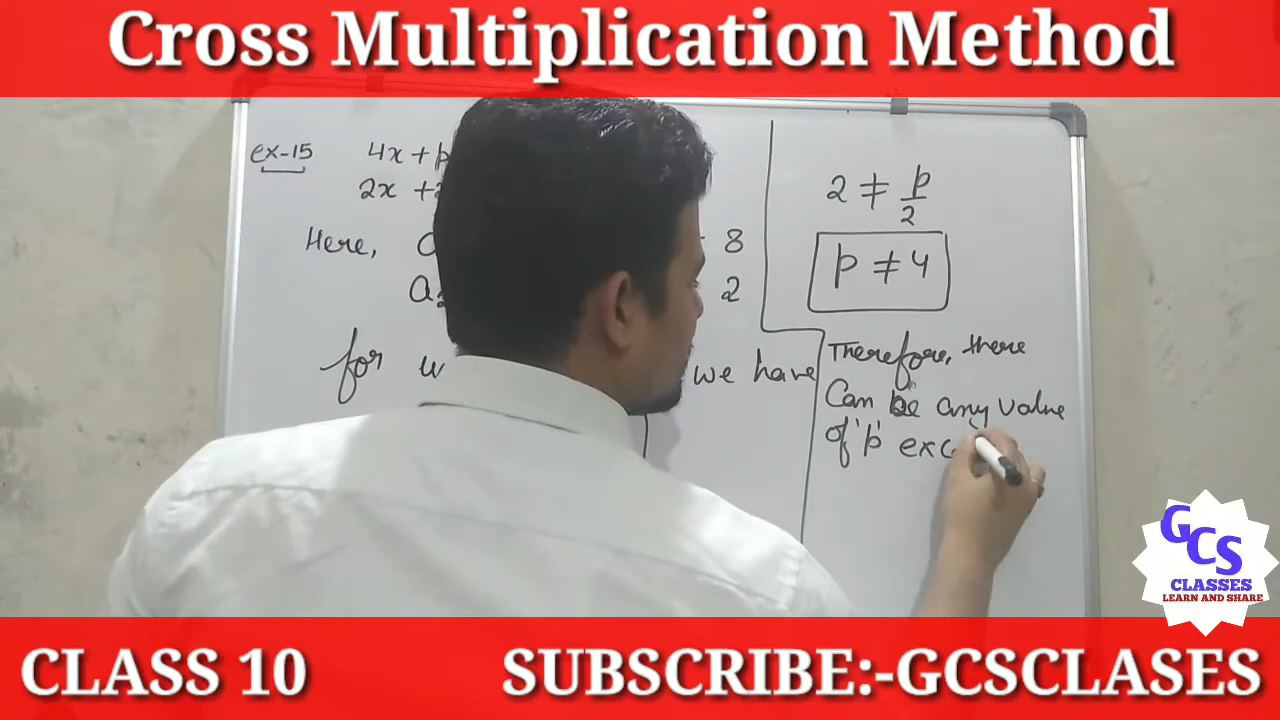 Cross Multiplication Method
ex-15
4x + p
2x +
Here,
8
2
for we have
2 ≠ p/2
p ≠ 4
Therefore, there
Can be any value
of 'p' exc
GCS
CLASSES
LEARN AND SHARE
CLASS 10
SUBSCRIBE:-GCSCLASES